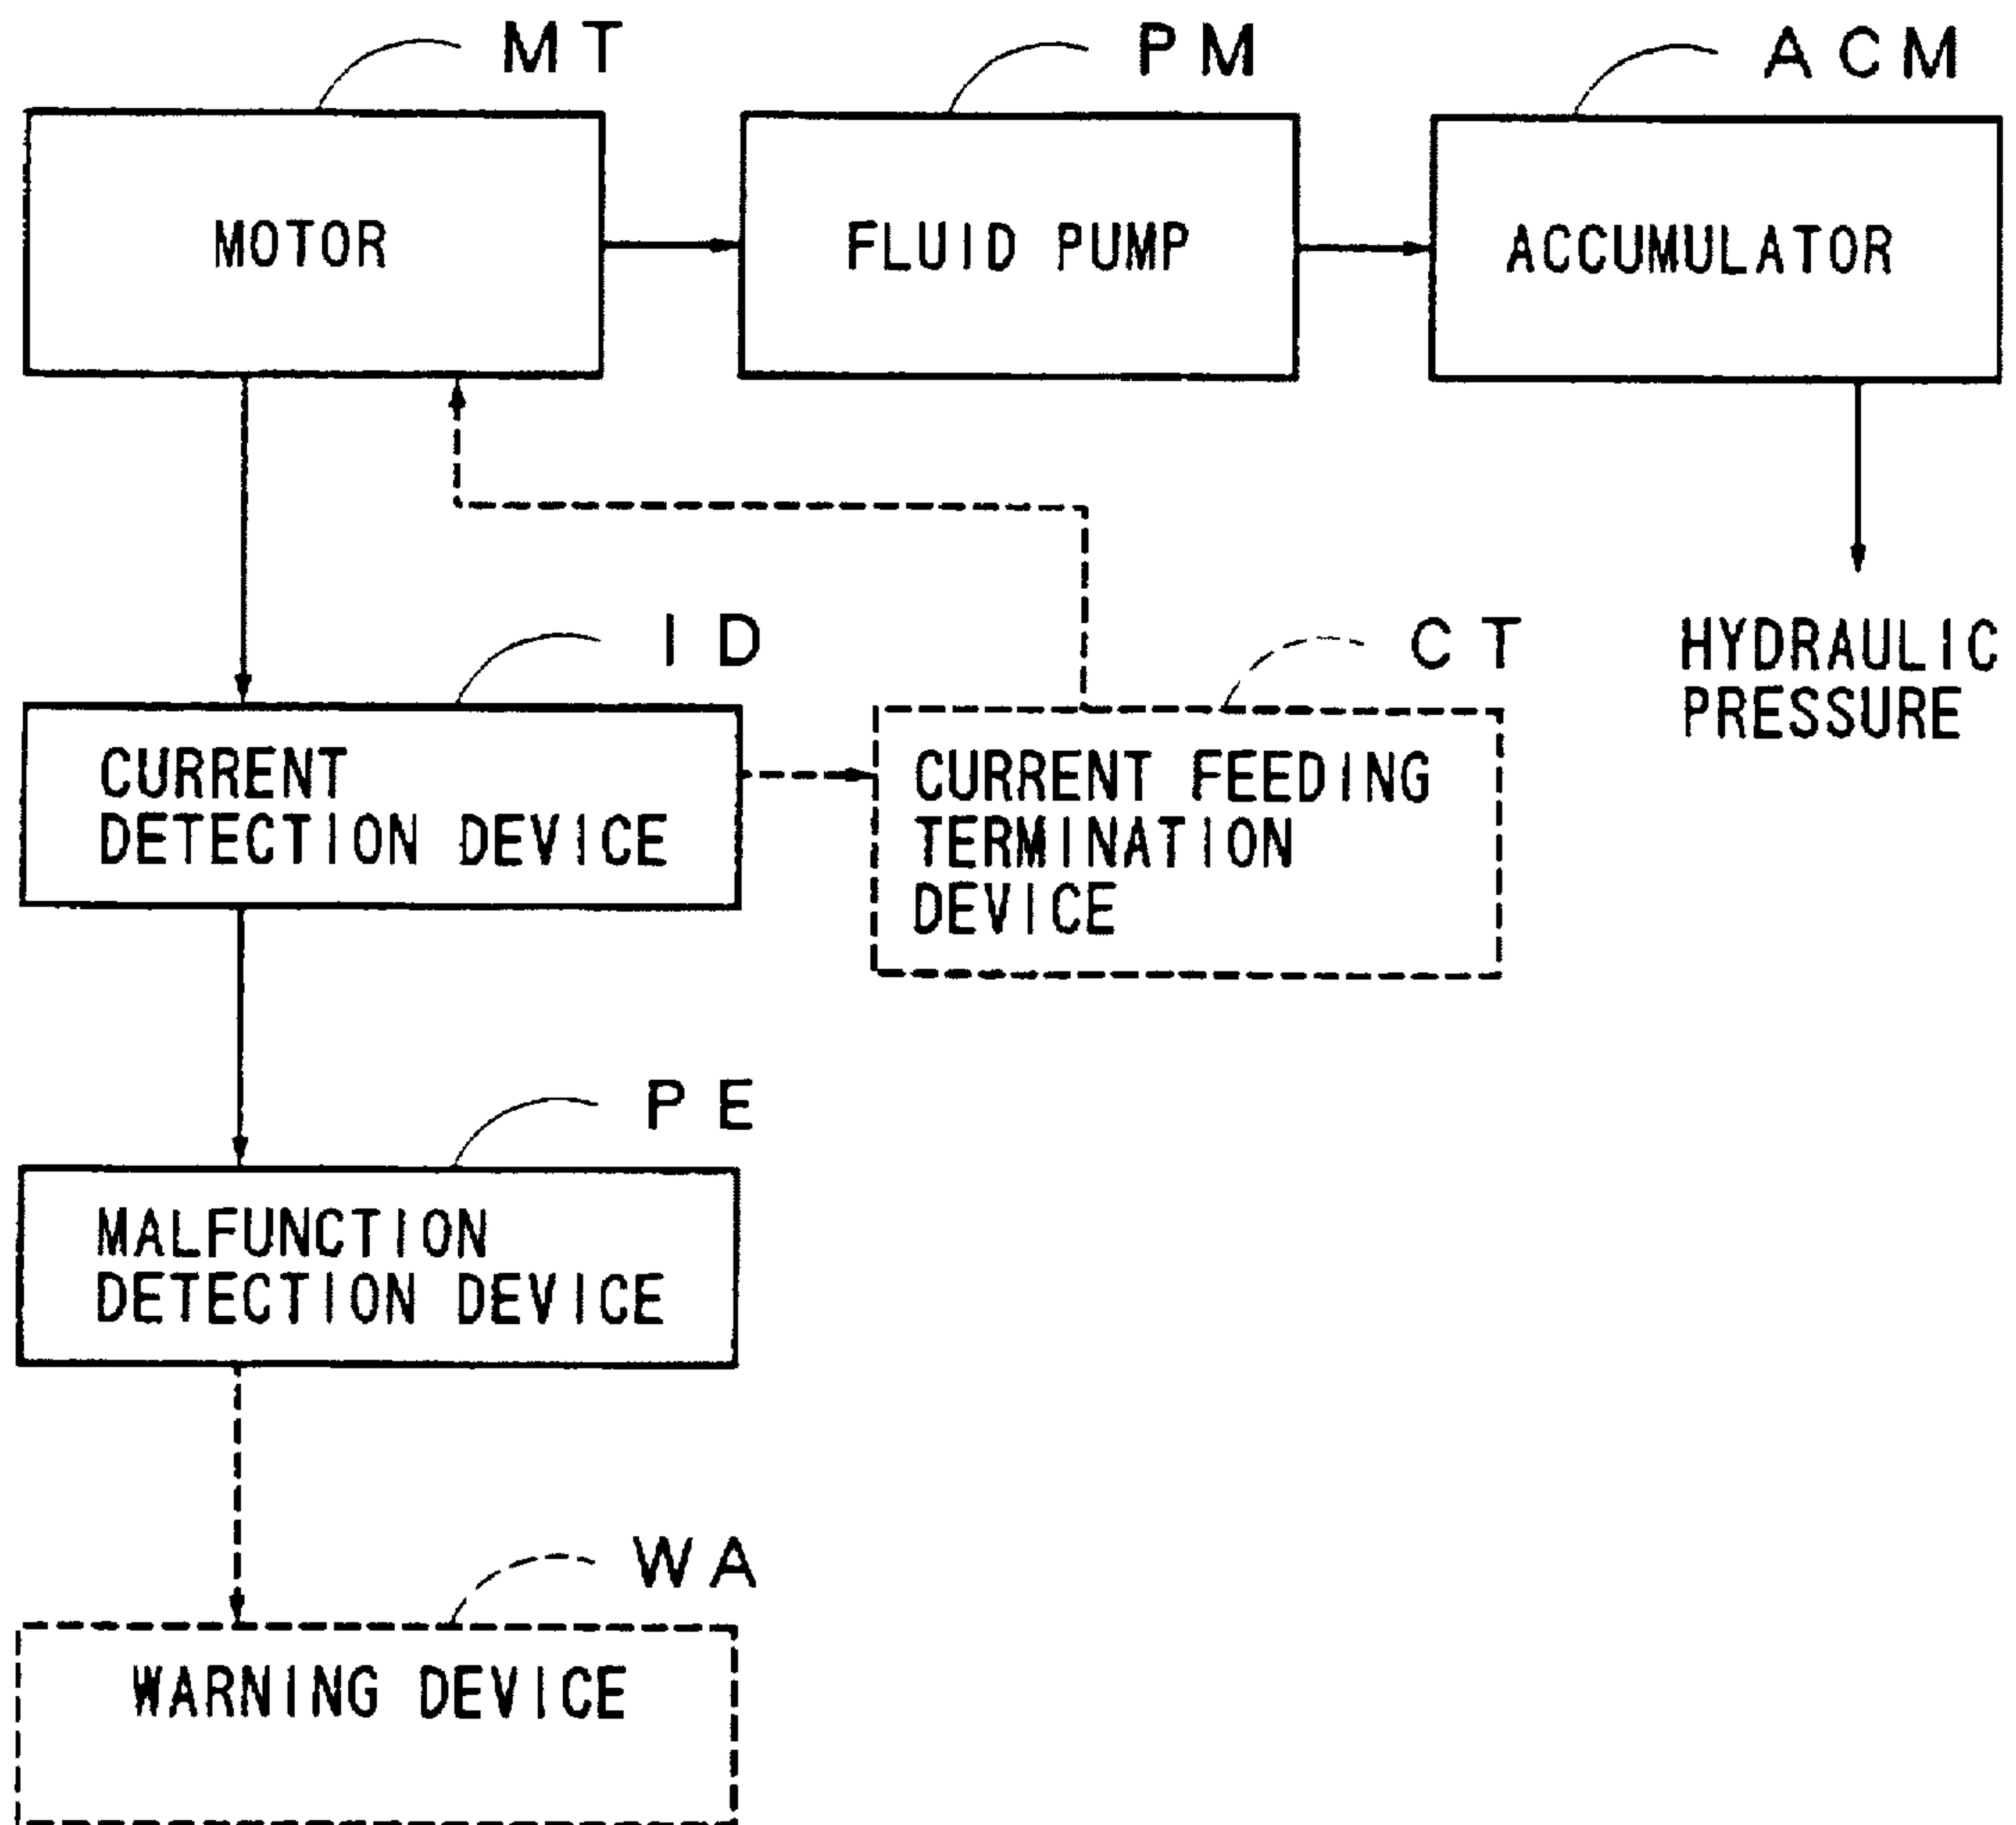 MT
PM
ACM
MOTOR
FLUID PUMP
ACCUMULATOR
ID
CT
HYDRAULIC
PRESSURE
CURRENT
DETECTION DEVICE
CURRENT FEEDING
TERMINATION
DEVICE
PE
MALFUNCTION
DETECTION DEVICE
WA
WARNING DEVICE